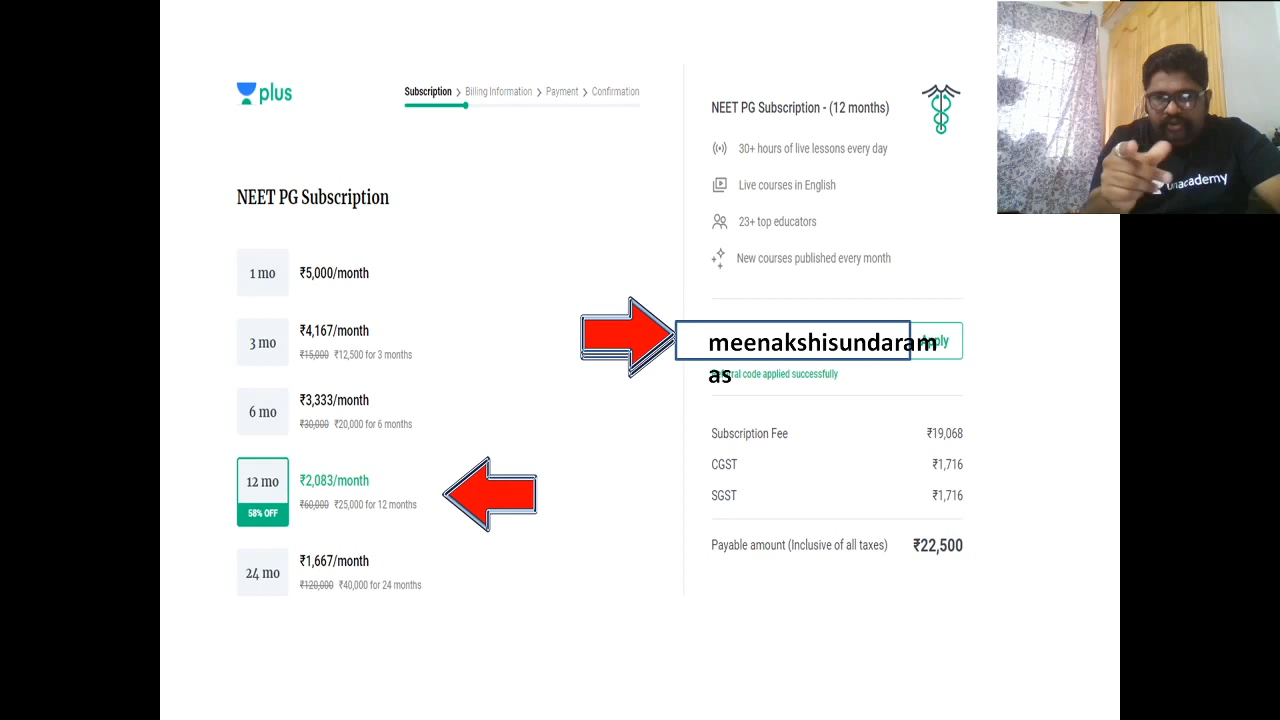 plus
Subscription > Billing Information > Payment > Confirmation
NEET PG Subscription
1 mo ₹5,000/month
3 mo ₹4,167/month
₹15,000 ₹12,500 for 3 months
6 mo ₹3,333/month
₹30,000 ₹20,000 for 6 months
12 mo ₹2,083/month
58% OFF ₹60,000 ₹25,000 for 12 months
24 mo ₹1,667/month
₹120,000 ₹40,000 for 24 months
NEET PG Subscription - (12 months)
30+ hours of live lessons every day
Live courses in English
23+ top educators
New courses published every month
meenakshisundaram
as
Apply
code applied successfully
Subscription Fee ₹19,068
CGST ₹1,716
SGST ₹1,716
Payable amount (Inclusive of all taxes) ₹22,500
unacademy